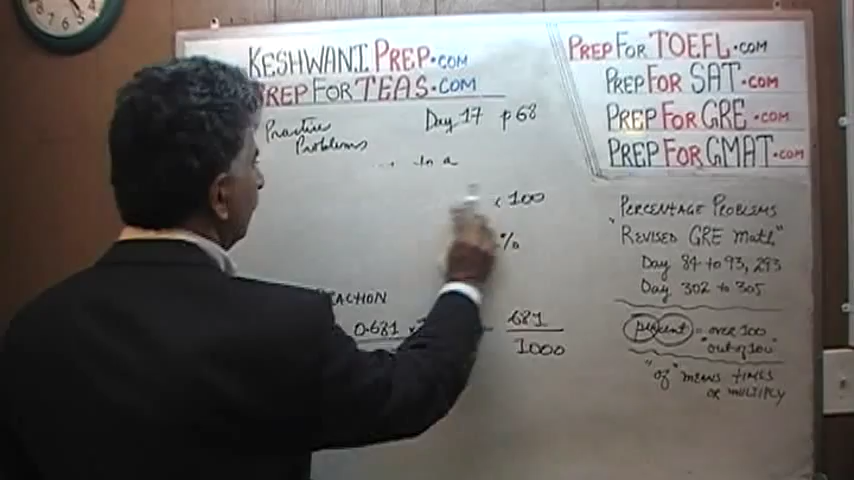 KESHWANI PREP.COM
PREP FOR TEAS.COM
Practice
Problems
Day 17 p 68
In a
100
%
0.681
681
1000
PREP FOR TOEFL.COM
PREP FOR SAT.COM
PREP FOR GRE.COM
PREP FOR GMAT.COM
PERCENTAGE PROBLEMS
"REVISED GRE Math"
Day 84 to 93, 293
Day 302 to 305
percent = over 100
"out of 100"
"of" MEANS TIMES
OR MULTIPLY